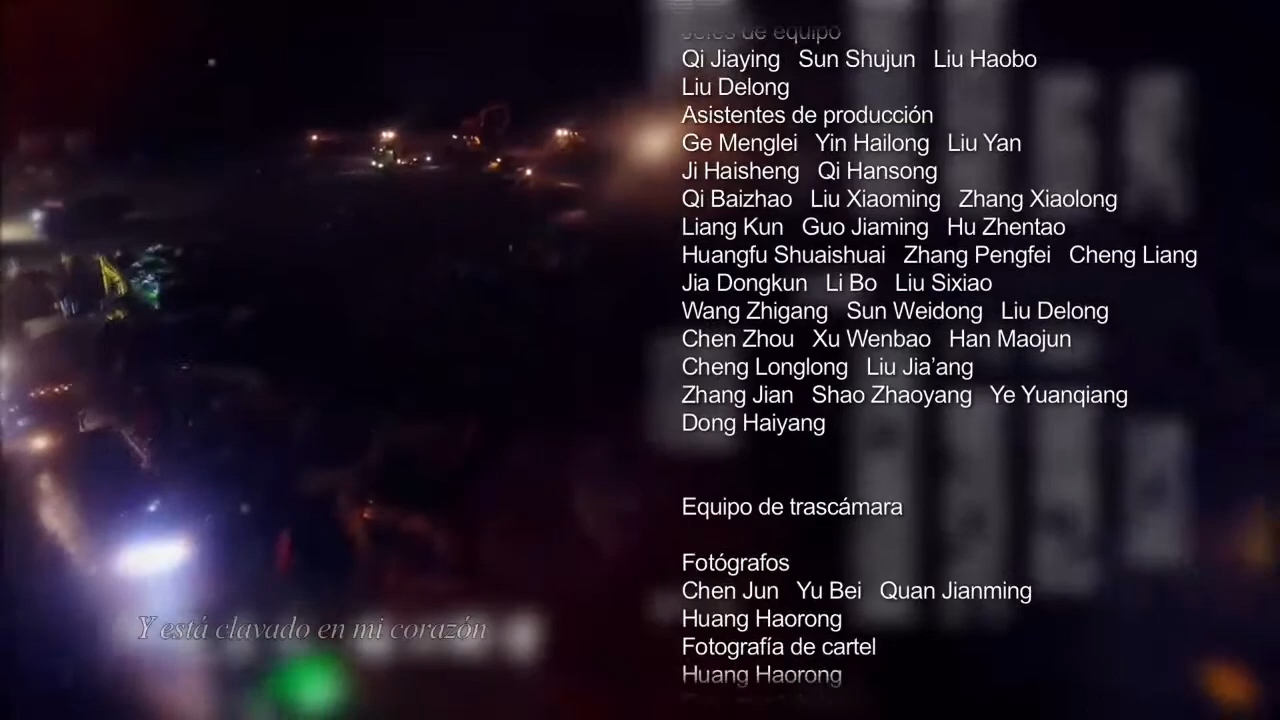 Jefes de equipo
Qi Jiaying Sun Shujun Liu Haobo
Liu Delong
Asistentes de producción
Ge Menglei Yin Hailong Liu Yan
Ji Haisheng Qi Hansong
Qi Baizhao Liu Xiaoming Zhang Xiaolong
Liang Kun Guo Jiaming Hu Zhentao
Huangfu Shuaishuai Zhang Pengfei Cheng Liang
Jia Dongkun Li Bo Liu Sixiao
Wang Zhigang Sun Weidong Liu Delong
Chen Zhou Xu Wenbao Han Maojun
Cheng Longlong Liu Jia’ang
Zhang Jian Shao Zhaoyang Ye Yuanqiang
Dong Haiyang
Equipo de trascámara
Fotógrafos
Chen Jun Yu Bei Quan Jianming
Huang Haorong
Fotografía de cartel
Huang Haorong
Y está clavado en mi corazón